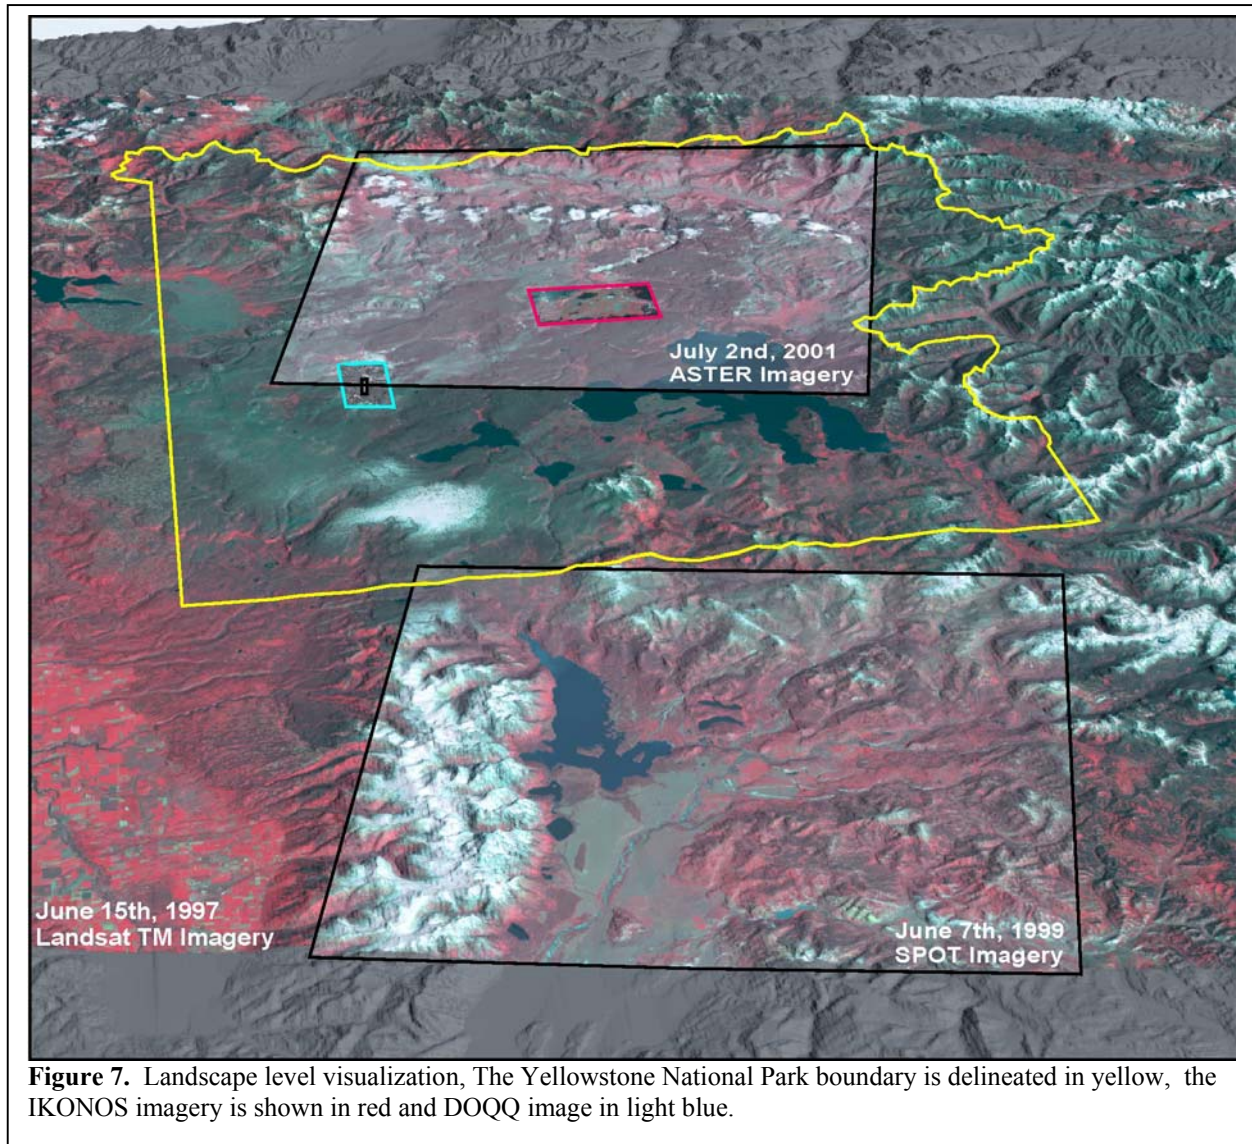 July 2nd, 2001
ASTER Imagery
June 15th, 1997
Landsat TM Imagery
June 7th, 1999
SPOT Imagery
Figure 7.  Landscape level visualization, The Yellowstone National Park boundary is delineated in yellow,  the
IKONOS imagery is shown in red and DOQQ image in light blue.